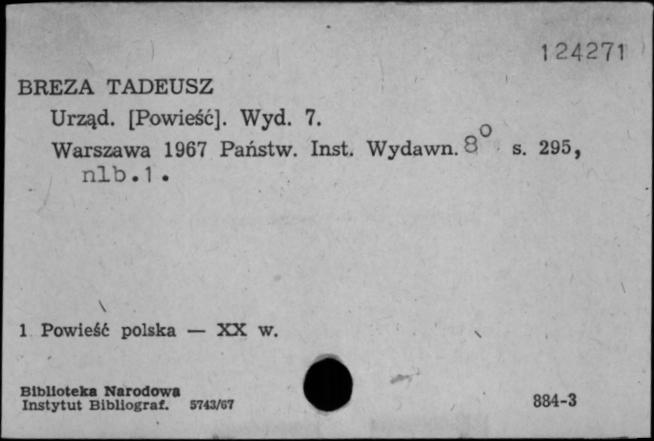 124271
BREZA TADEUSZ
Urząd. [Powieść]. Wyd. 7.
Warszawa 1967 Państw. Inst. Wydawn. 8° s. 295,
nlb.1.
1 Powieść polska — XX w.
Biblioteka Narodowa
Instytut Bibliograf. 5743/67
884-3